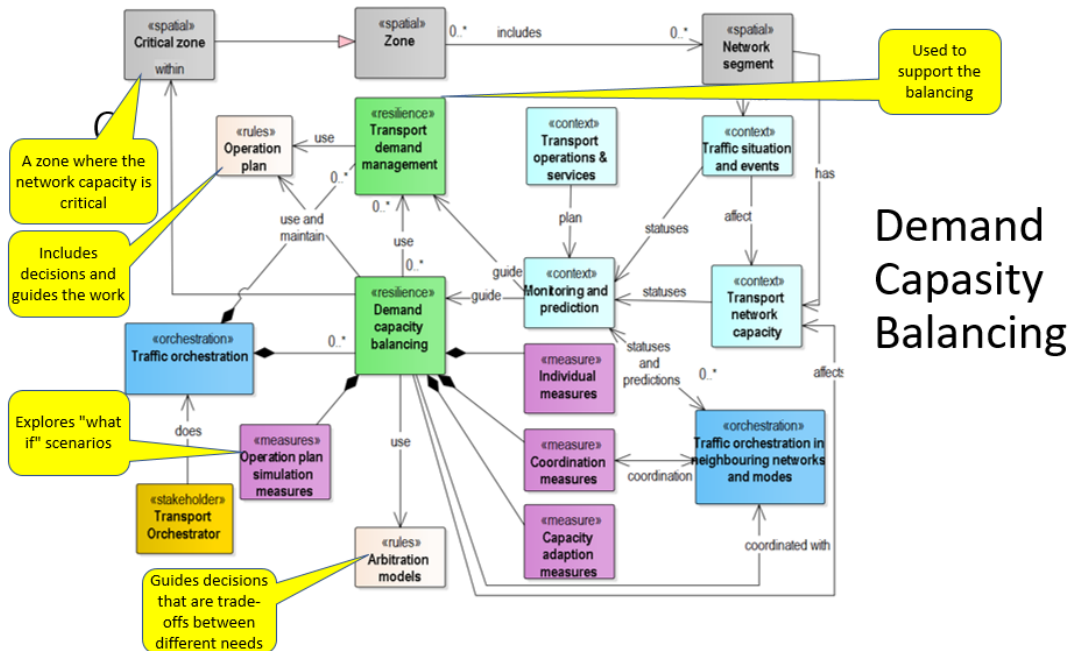 «spatial»
Critical zone
within
«spatial»
Zone
0..*
includes
0..*
«spatial»
Network
segment
Used to
support the
balancing
A zone where the
network capacity is
critical
«rules»
Operation
plan
use
«resilience»
Transport
demand
management
0..*
0..*
«context»
Transport
operations &
services
«context»
Traffic situation
and events
has
Includes
decisions and
guides the work
use and
maintain
use
0..*
plan
statuses
affect
Demand
Capasity
Balancing
guide
guide
«resilience»
Demand
capacity
balancing
«context»
Monitoring and
prediction
statuses
«context»
Transport
network
capacity
«orchestration»
Traffic orchestration
0..*
«measure»
Individual
measures
statuses
and
predictions
0..*
affects
Explores "what
if" scenarios
does
«measures»
Operation plan
simulation
measures
use
«measure»
Coordination
measures
coordination
«orchestration»
Traffic orchestration in
neighbouring networks
and modes
«stakeholder»
Transport
Orchestrator
«rules»
Arbitration
models
«measure»
Capacity
adaption
measures
coordinated with
Guides decisions
that are trade-
offs between
different needs